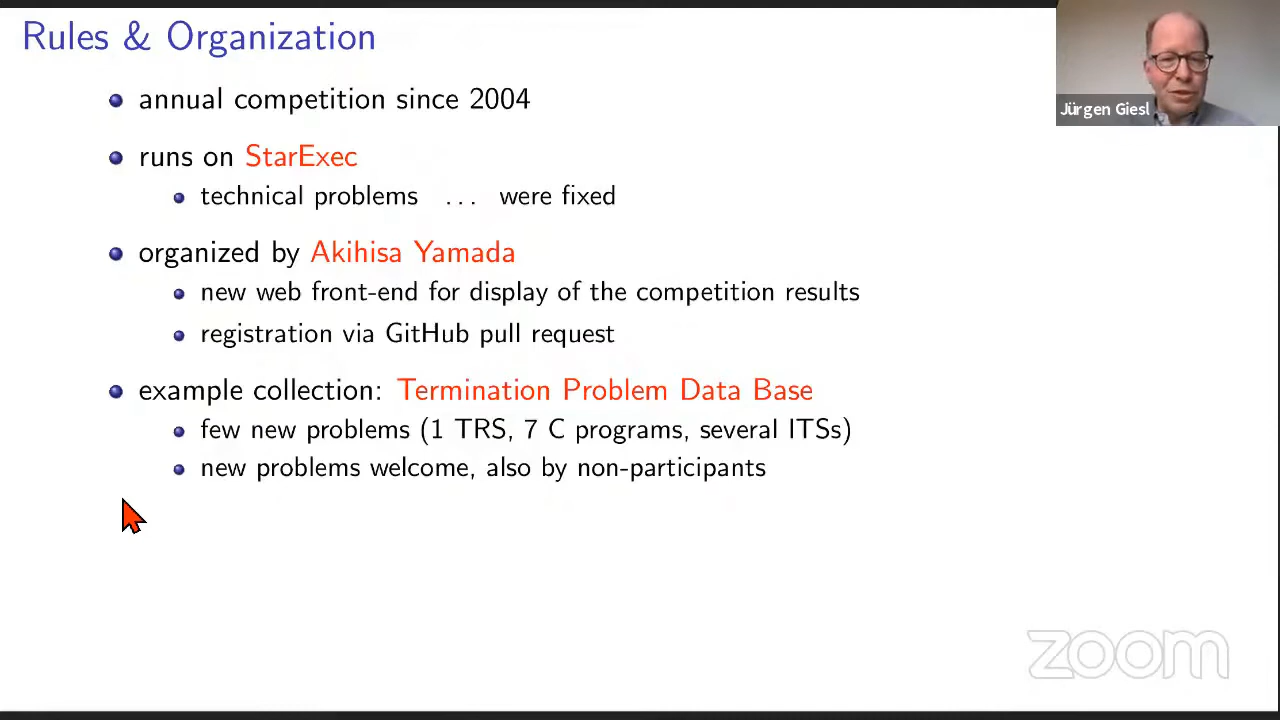 Rules & Organization
Jürgen Giesl
annual competition since 2004
runs on StarExec
technical problems ... were fixed
organized by Akihisa Yamada
new web front-end for display of the competition results
registration via GitHub pull request
example collection: Termination Problem Data Base
few new problems (1 TRS, 7 C programs, several ITSs)
new problems welcome, also by non-participants
zoom